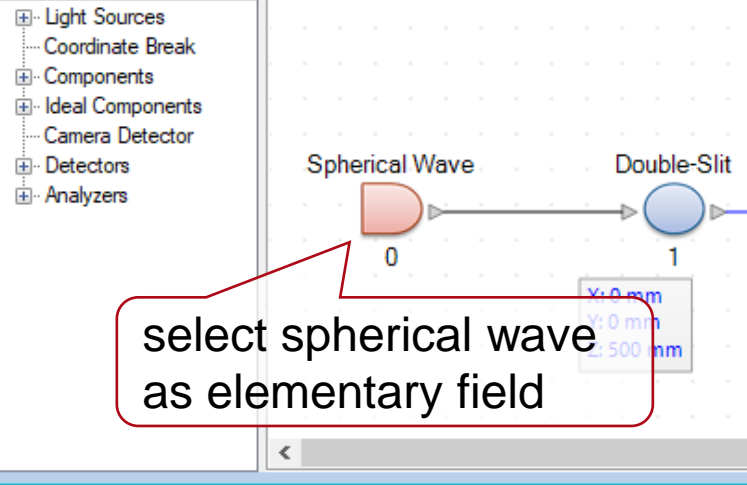 Light Sources
Coordinate Break
Components
Ideal Components
Camera Detector
Detectors
Analyzers
Spherical Wave
Double-Slit
0
1
X: 0 mm
Y: 0 mm
Z: 500 mm
select spherical wave
as elementary field